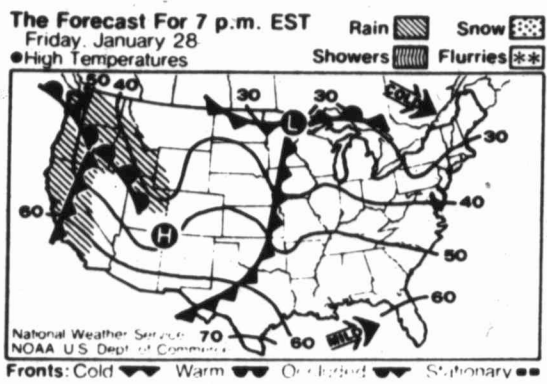 The Forecast For 7 p.m. EST
Friday, January 28
●High Temperatures
Rain Snow
Showers Flurries
50 40 30 30 COLD
L
30
60 40
H
50
60
70 60 MILD
National Weather Service
NOAA U.S. Dept. of Commerce
Fronts: Cold Warm Occluded Stationary